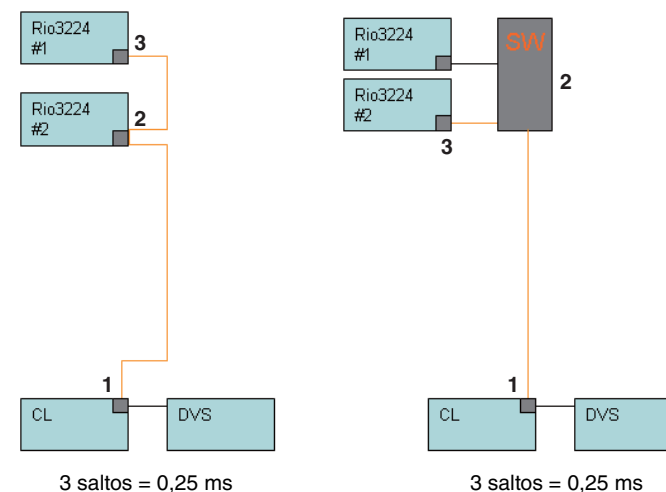 Rio3224
#1
3
Rio3224
#2
2
1
CL
DVS
3 saltos = 0,25 ms
Rio3224
#1
SW
2
Rio3224
#2
3
1
CL
DVS
3 saltos = 0,25 ms